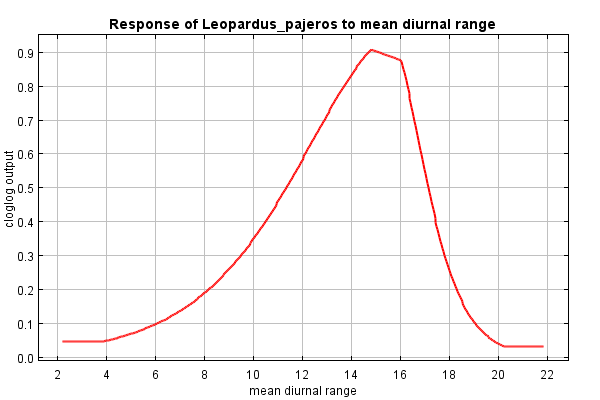 Response of Leopardus_pajeros to mean diurnal range
cloglog output
0.9
0.8
0.7
0.6
0.5
0.4
0.3
0.2
0.1
0.0
2 4 6 8 10 12 14 16 18 20 22
mean diurnal range